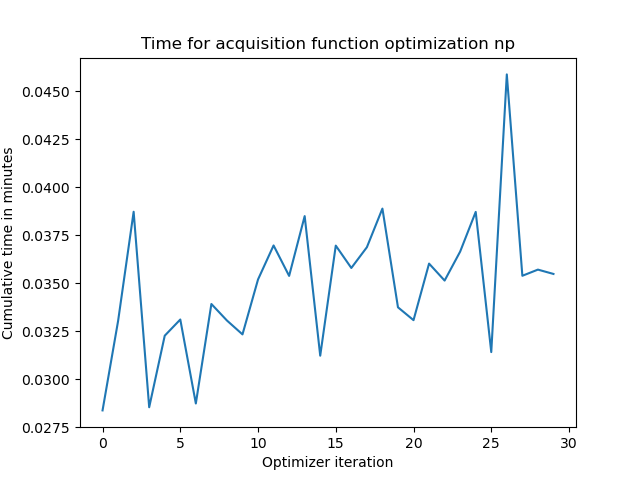 Time for acquisition function optimization np
Cumulative time in minutes
0.0450
0.0425
0.0400
0.0375
0.0350
0.0325
0.0300
0.0275
0 5 10 15 20 25 30
Optimizer iteration